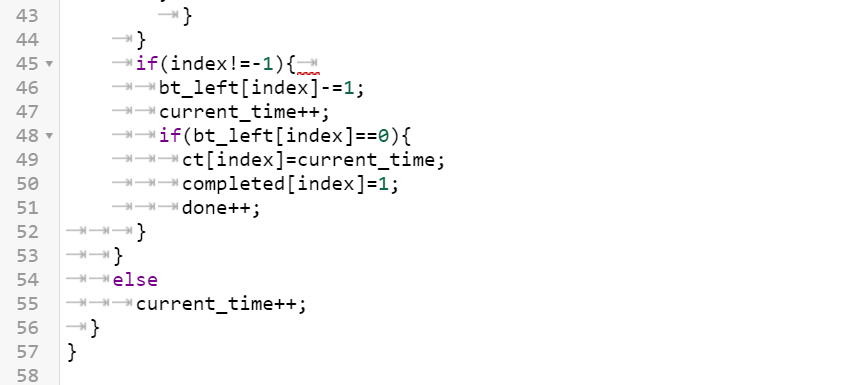 43 }
44 }
45 if(index!=-1){
46 bt_left[index]-=1;
47 current_time++;
48 if(bt_left[index]==0){
49 ct[index]=current_time;
50 completed[index]=1;
51 done++;
52 }
53 }
54 else
55 current_time++;
56 }
57 }
58